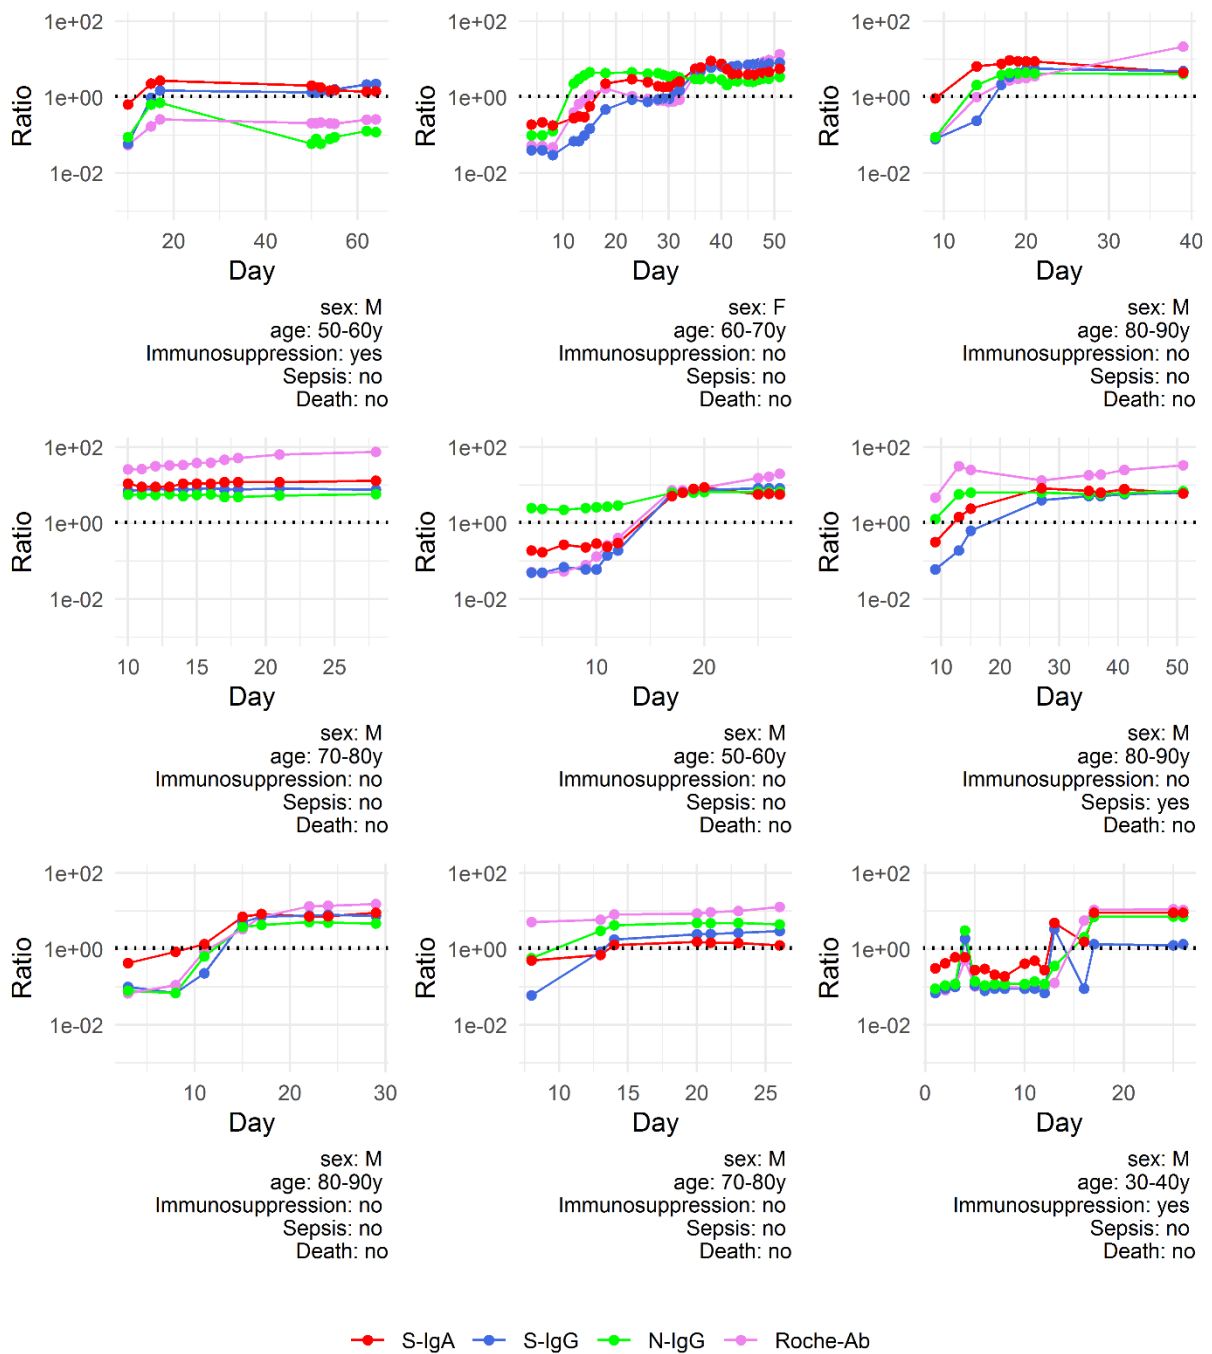 1e+02 1e+02 1e+02
Ratio 1e+00 Ratio 1e+00 Ratio 1e+00
1e-02 1e-02 1e-02
20 40 60 10 20 30 40 50 10 20 30 40
Day Day Day
sex: M sex: F sex: M
age: 50-60y age: 60-70y age: 80-90y
Immunosuppression: yes Immunosuppression: no Immunosuppression: no
Sepsis: no Sepsis: no Sepsis: no
Death: no Death: no Death: no
1e+02 1e+02 1e+02
Ratio 1e+00 Ratio 1e+00 Ratio 1e+00
1e-02 1e-02 1e-02
10 15 20 25 10 20 10 20 30 40 50
Day Day Day
sex: M sex: M sex: M
age: 70-80y age: 50-60y age: 80-90y
Immunosuppression: no Immunosuppression: no Immunosuppression: no
Sepsis: no Sepsis: no Sepsis: yes
Death: no Death: no Death: no
1e+02 1e+02 1e+02
Ratio 1e+00 Ratio 1e+00 Ratio 1e+00
1e-02 1e-02 1e-02
10 20 30 10 15 20 25 0 10 20
Day Day Day
sex: M sex: M sex: M
age: 80-90y age: 70-80y age: 30-40y
Immunosuppression: no Immunosuppression: no Immunosuppression: yes
Sepsis: no Sepsis: no Sepsis: no
Death: no Death: no Death: no
S-IgA S-IgG N-IgG Roche-Ab